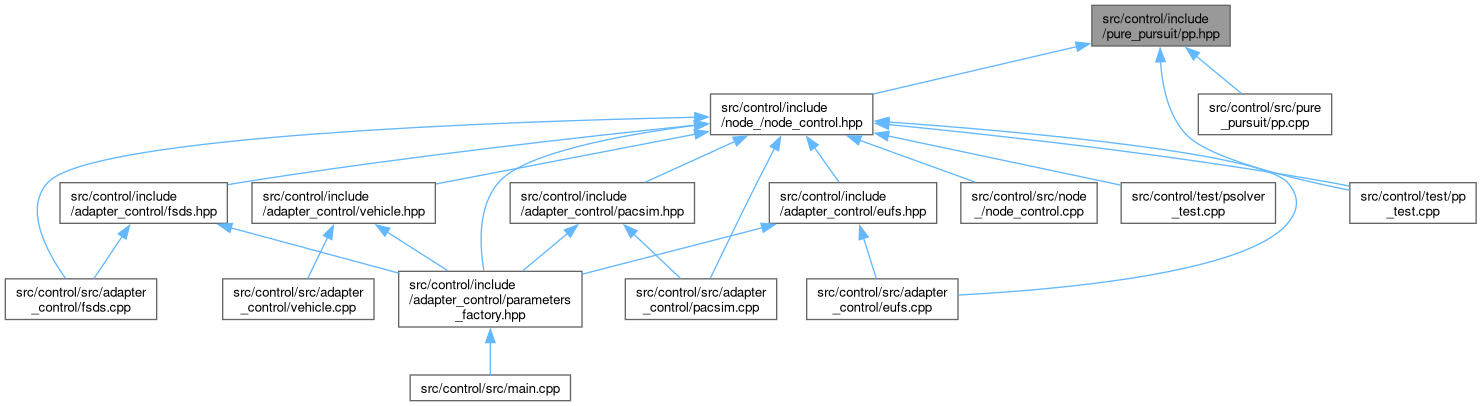 src/control/include
/pure_pursuit/pp.hpp
src/control/include
/node_/node_control.hpp
src/control/src/pure
_pursuit/pp.cpp
src/control/include
/adapter_control/fsds.hpp
src/control/include
/adapter_control/vehicle.hpp
src/control/include
/adapter_control/pacsim.hpp
src/control/include
/adapter_control/eufs.hpp
src/control/src/node
_/node_control.cpp
src/control/test/psolver
_test.cpp
src/control/test/pp
_test.cpp
src/control/src/adapter
_control/fsds.cpp
src/control/src/adapter
_control/vehicle.cpp
src/control/include
/adapter_control/parameters
_factory.hpp
src/control/src/adapter
_control/pacsim.cpp
src/control/src/adapter
_control/eufs.cpp
src/control/src/main.cpp